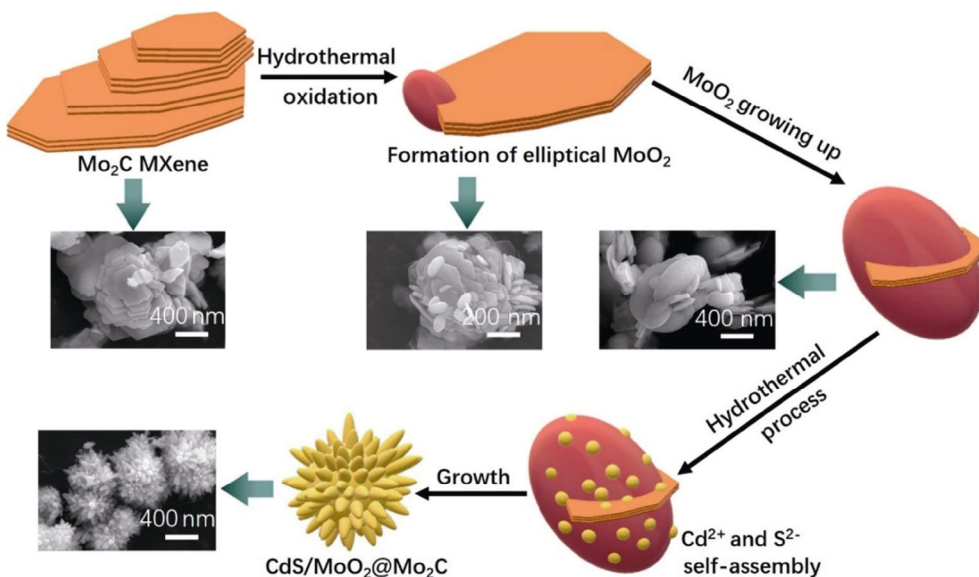 Hydrothermal
oxidation
Mo₂C MXene
Formation of elliptical MoO₂
MoO₂ growing up
400 nm
200 nm
400 nm
Hydrothermal
process
400 nm
Growth
CdS/MoO₂@Mo₂C
Cd²⁺ and S²⁻
self-assembly